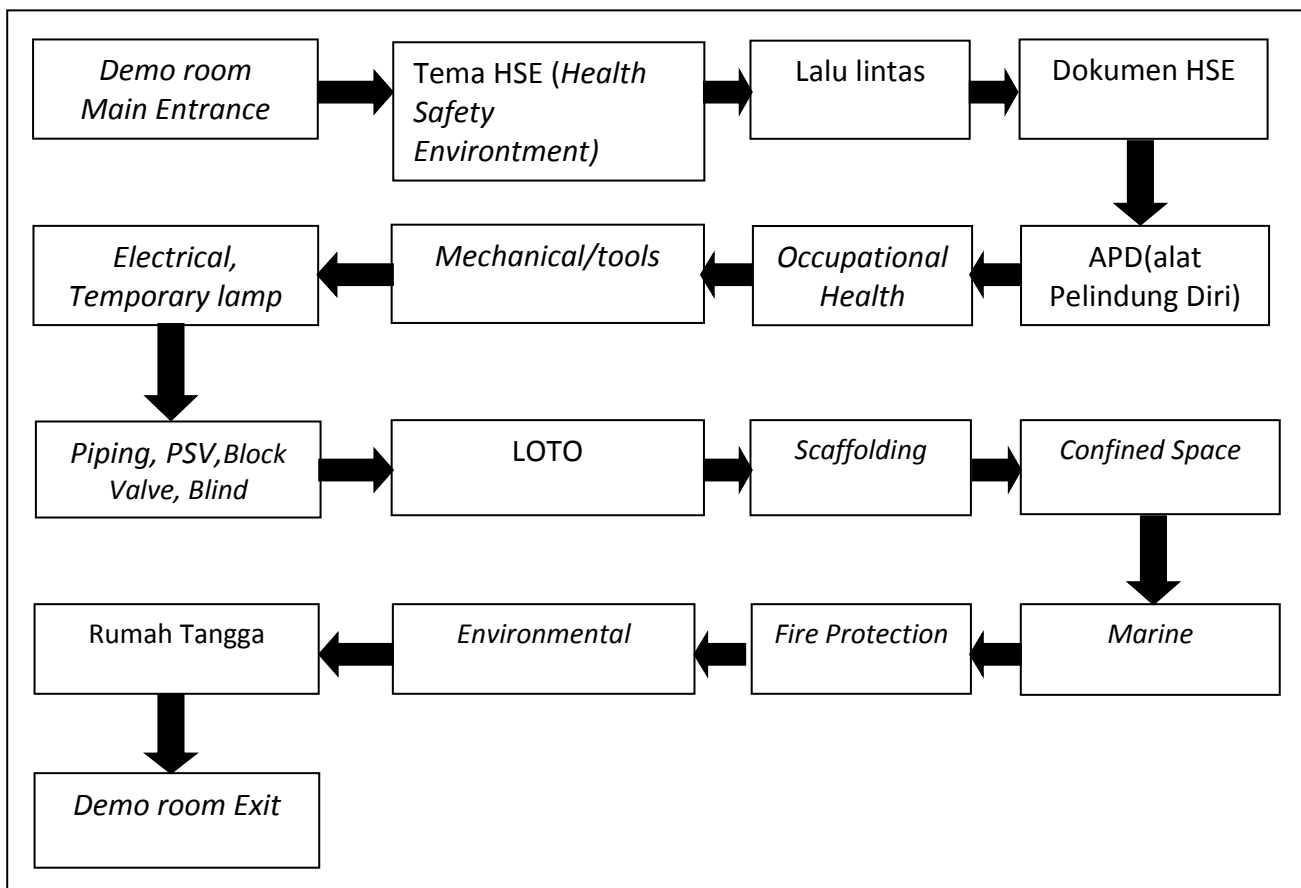 Demo room
Main Entrance
Tema HSE (Health
Safety
Environtment)
Lalu lintas
Dokumen HSE
APD(alat
Pelindung Diri)
Occupational
Health
Mechanical/tools
Electrical,
Temporary lamp
Piping, PSV,Block
Valve, Blind
LOTO
Scaffolding
Confined Space
Marine
Fire Protection
Environmental
Rumah Tangga
Demo room Exit